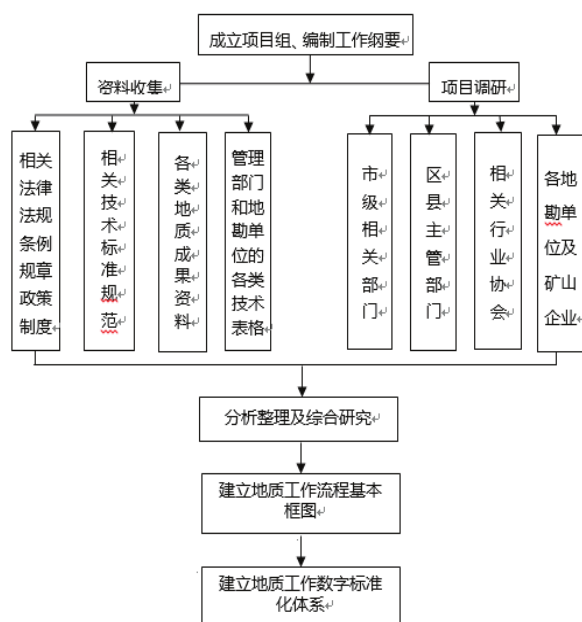 成立项目组、编制工作纲要
资料收集
项目调研
相关
法律
法规
条例
规章
政策
制度
相
关
技
术
标
准
规
范
各
类
地
质
成
果
资
料
管理
部门
和地
勘单
位的
各类
技术
表格
市
级
相
关
部
门
区
县
主
管
部
门
相
关
行
业
协
会
各地
勘单
位及
矿山
企业
分析整理及综合研究
建立地质工作流程基本
框图
建立地质工作数字标准
化体系